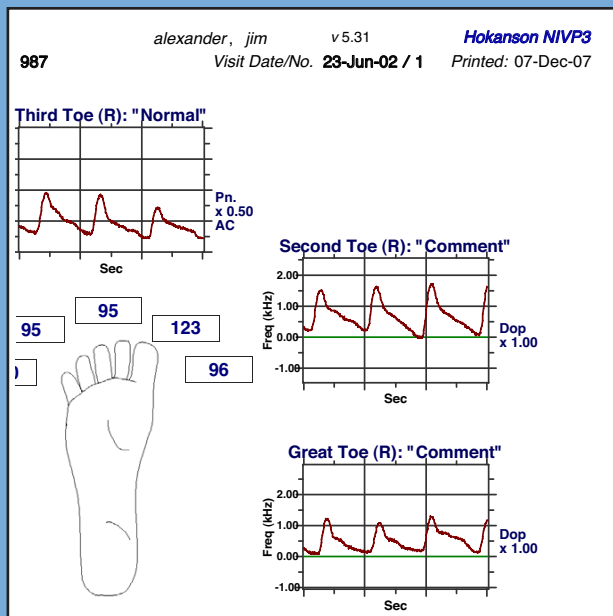 alexander, jim v 5.31 Hokanson NIVP3
987 Visit Date/No. 23-Jun-02 / 1 Printed: 07-Dec-07
Third Toe (R): "Normal"
Pn.
x 0.50
AC
Sec
Second Toe (R): "Comment"
2.00
1.00
0.00
-1.00
Freq (kHz)
Dop
x 1.00
Sec
95
95
123
96
Great Toe (R): "Comment"
2.00
1.00
0.00
-1.00
Freq (kHz)
Dop
x 1.00
Sec